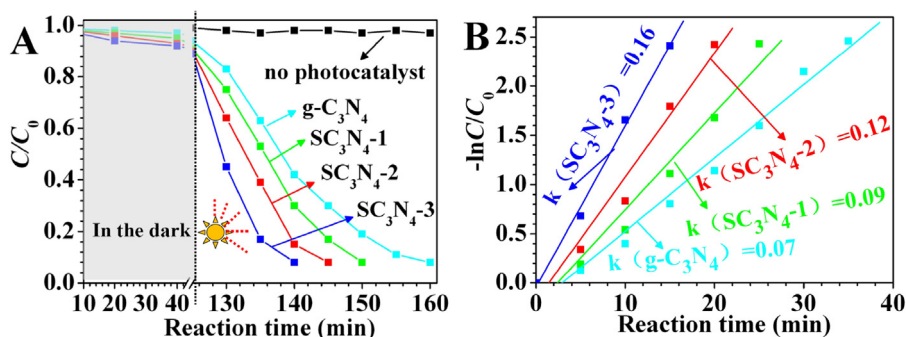 A
1.0
0.8
0.6
0.4
0.2
0.0
C/C₀
no photocatalyst
g-C₃N₄
SC₃N₄-1
SC₃N₄-2
SC₃N₄-3
In the dark
10 20 40 130 140 150 160
Reaction time (min)
B
2.5
2.0
1.5
1.0
0.5
0.0
-lnC/C₀
k (SC₃N₄-3) =0.16
k (SC₃N₄-2) =0.12
k (SC₃N₄-1) =0.09
k (g-C₃N₄) =0.07
0 10 20 30 40
Reaction time (min)